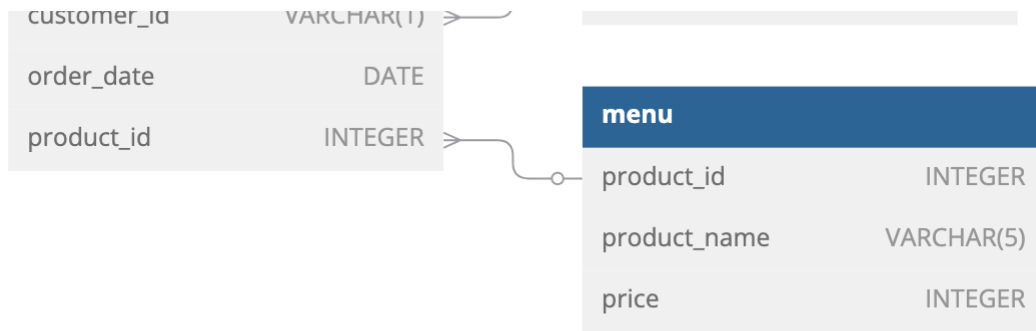 customer_id VARCHAR(1)
order_date DATE
product_id INTEGER
menu
product_id INTEGER
product_name VARCHAR(5)
price INTEGER